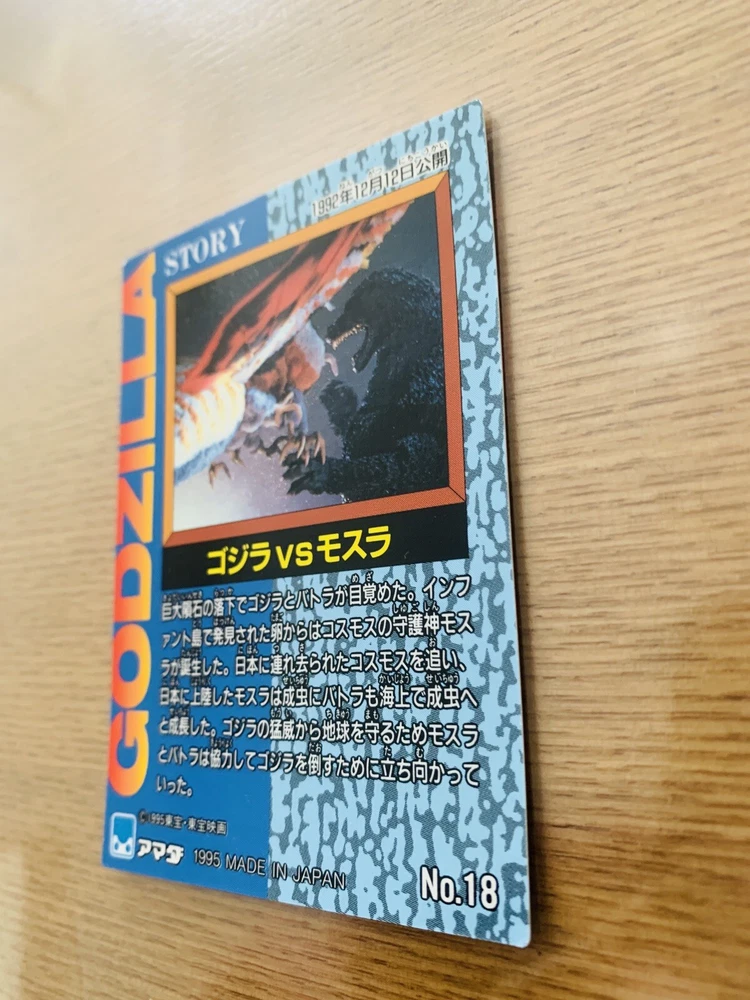 GODZILLA
STORY
1992年12月12日公開
ゴジラvsモスラ
巨大隕石の落下でゴジラとバトラが目覚めた。インフ
ァント島で発見された卵からはコスモスの守護神モス
ラが誕生した。日本に連れ去られたコスモスを追い、
日本に上陸したモスラは成虫にバトラも海上で成虫へ
と成長した。ゴジラの猛威から地球を守るためモスラ
とバトラは協力してゴジラを倒すために立ち向かって
いった。
©1995東宝・東宝映画
アマダ 1995 MADE IN JAPAN
No.18